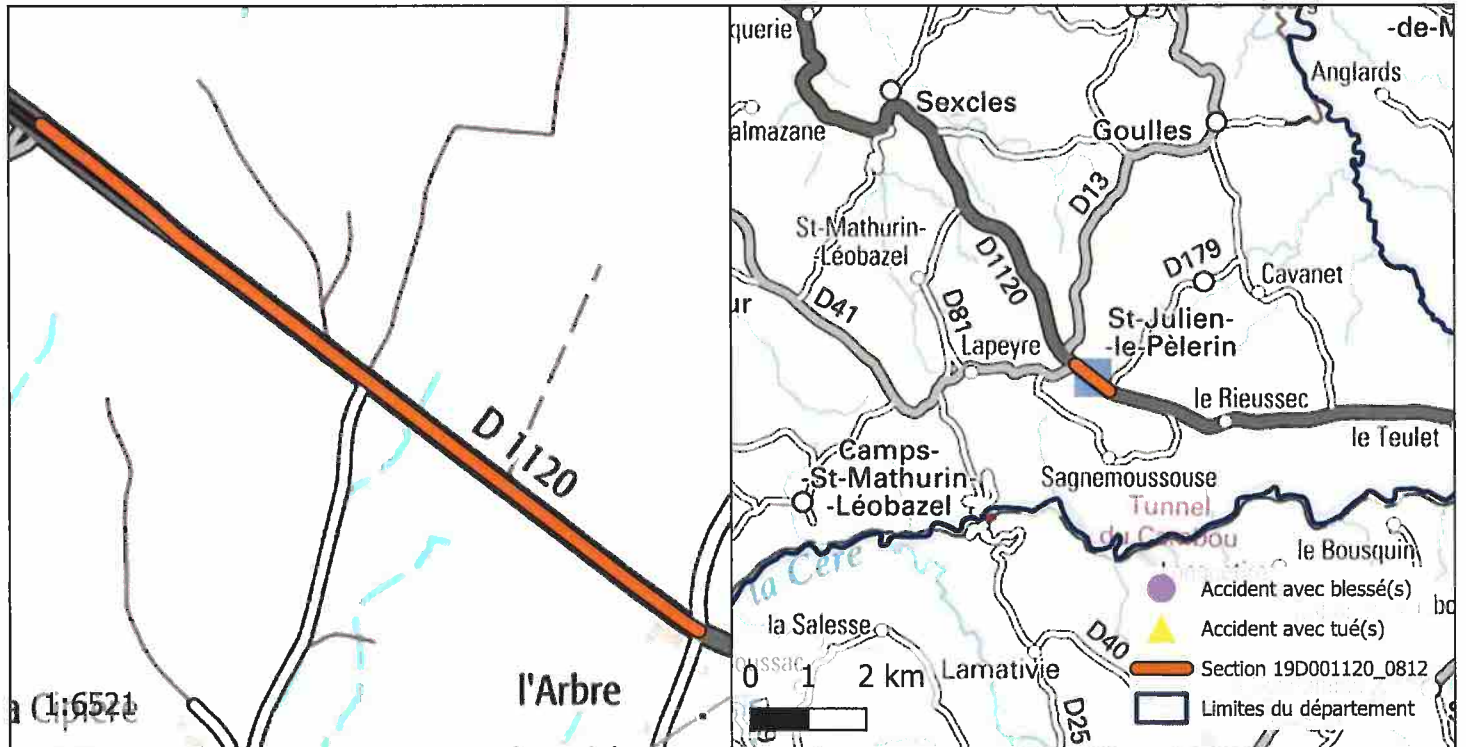 D 1120
l'Arbre
1:6521
querie
-de-M
Anglards
Sexcles
almazane
Goulles
D13
St-Mathurin-
-Léobazel
D1120
D179
Cavanet
ur
D41
D81
Lapeyre
St-Julien-
-le-Pèlerin
le Rieussec
le Teulet
Camps-
-St-Mathurin-
-Léobazel
Sagnemoussouse
Tunnel
la Cère
le Bousquin
Accident avec blessé(s)
la Salesse
Accident avec tué(s)
D40
oussac
Lamativie
Section 19D001120_0812
0 1 2 km
D25
Limites du département